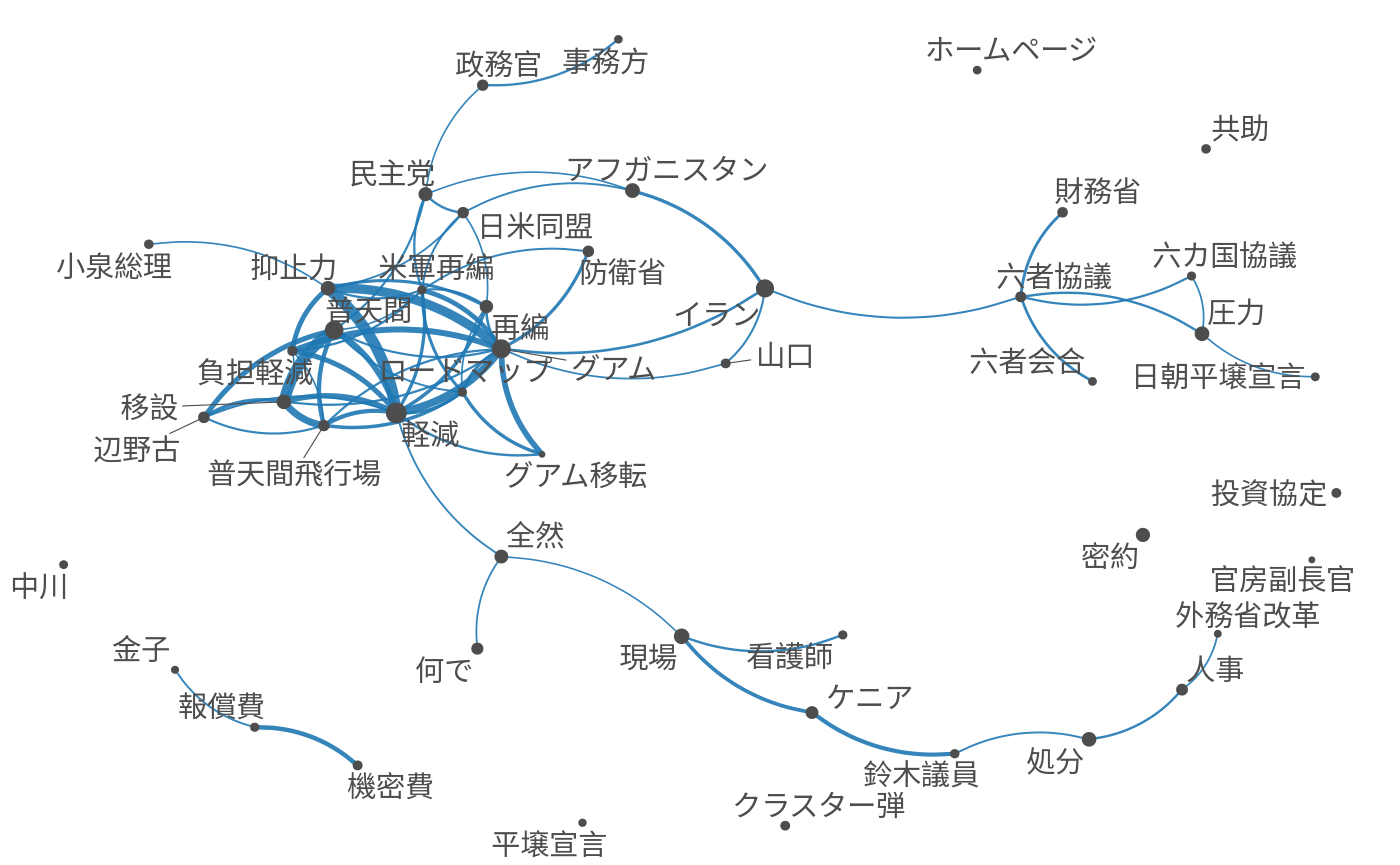 ホームページ
政務官
事務方
共助
民主党
アフガニスタン
財務省
日米同盟
六カ国協議
小泉総理
抑止力
米軍再編
防衛省
六者協議
普天間
イラン
圧力
再編
山口
六者会合
負担軽減
ロードマップ
グアム
日朝平壌宣言
移設
辺野古
軽減
普天間飛行場
グアム移転
投資協定
全然
密約
中川
官房副長官
外務省改革
金子
何で
現場
看護師
人事
報償費
ケニア
処分
鈴木議員
機密費
クラスター弾
平壌宣言